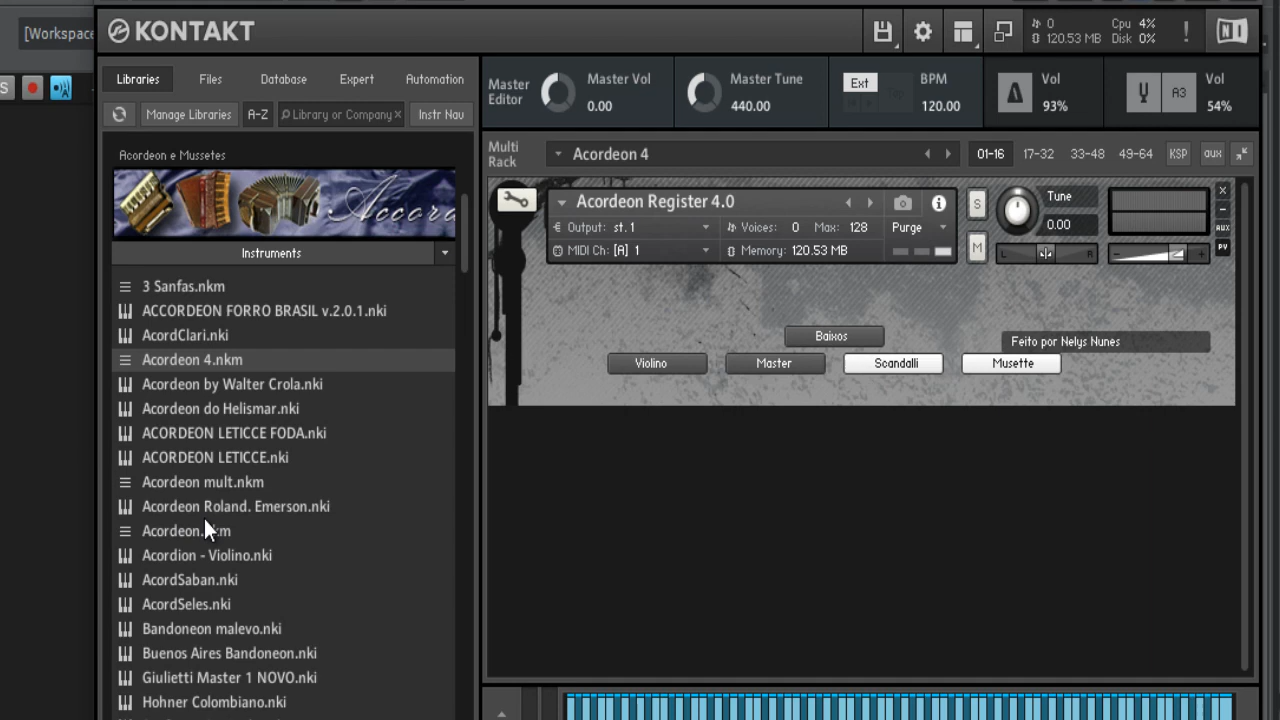 [Workspace
KONTAKT
0
120.53 MB
Cpu 4%
Disk 0%
!
NI
Libraries
Files
Database
Expert
Automation
Master
Editor
Master Vol
0.00
Master Tune
440.00
Ext
Tap
BPM
120.00
Vol
93%
A3
Vol
54%
S
Manage Libraries
A-Z
Library or Company
Instr Nav
Multi
Rack
Acordeon 4
01-16
17-32
33-48
49-64
KSP
aux
Acordeon e Mussetes
Accord
Instruments
3 Sanfas.nkm
ACCORDEON FORRO BRASIL v.2.0.1.nki
AcordClari.nki
Acordeon 4.nkm
Acordeon by Walter Crola.nki
Acordeon do Helismar.nki
ACORDEON LETICCE FODA.nki
ACORDEON LETICCE.nki
Acordeon mult.nkm
Acordeon Roland. Emerson.nki
Acordeon.nkm
Acordion - Violino.nki
AcordSaban.nki
AcordSeles.nki
Bandoneon malevo.nki
Buenos Aires Bandoneon.nki
Giulietti Master 1 NOVO.nki
Hohner Colombiano.nki
Acordeon Register 4.0
Output: st. 1
Voices: 0 Max: 128
Purge
MIDI Ch: [A] 1
Memory: 120.53 MB
S
M
Tune
0.00
L
R
- +
X
-
AUX
PV
Baixos
Feito por Nelys Nunes
Violino
Master
Scandalli
Musette